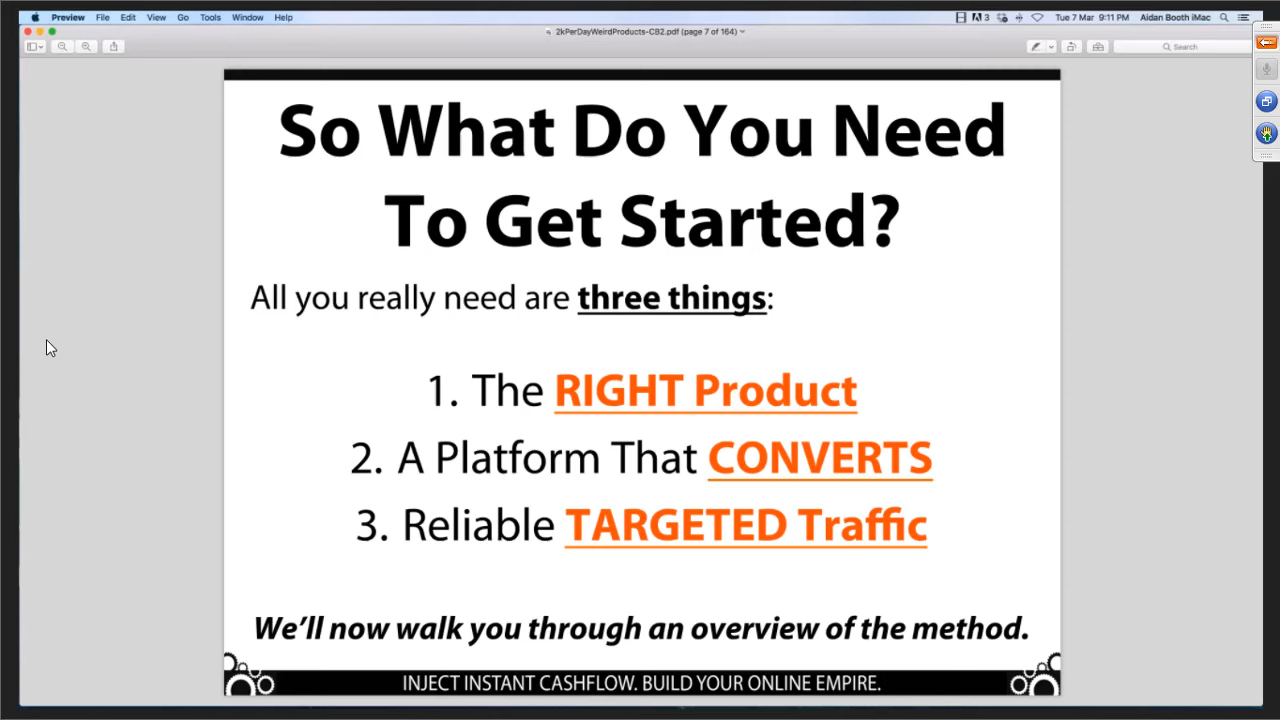 Preview File Edit View Go Tools Window Help 3 Tue 7 Mar 9:11 PM Aidan Booth iMac
2kPerDayWeirdProducts-CB2.pdf (page 7 of 164)
Search
So What Do You Need
To Get Started?
All you really need are three things:
1. The RIGHT Product
2. A Platform That CONVERTS
3. Reliable TARGETED Traffic
We'll now walk you through an overview of the method.
INJECT INSTANT CASHFLOW. BUILD YOUR ONLINE EMPIRE.